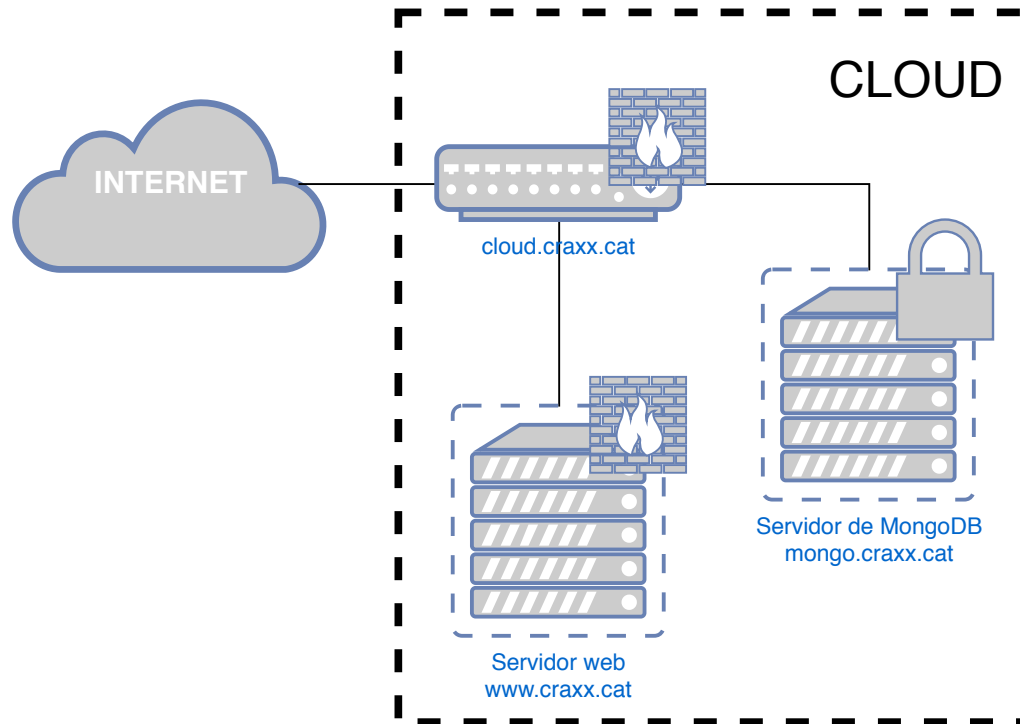 CLOUD
INTERNET
cloud.craxx.cat
Servidor de MongoDB
mongo.craxx.cat
Servidor web
www.craxx.cat